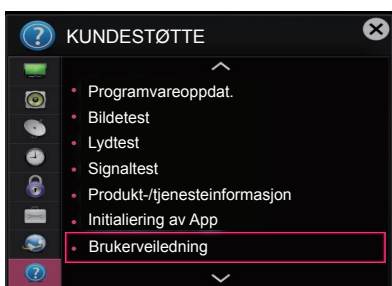 KUNDESTØTTE
Programvareoppdat.
Bildetest
Lydtest
Signaltest
Produkt-/tjenesteinformasjon
Initialiering av App
Brukerveiledning